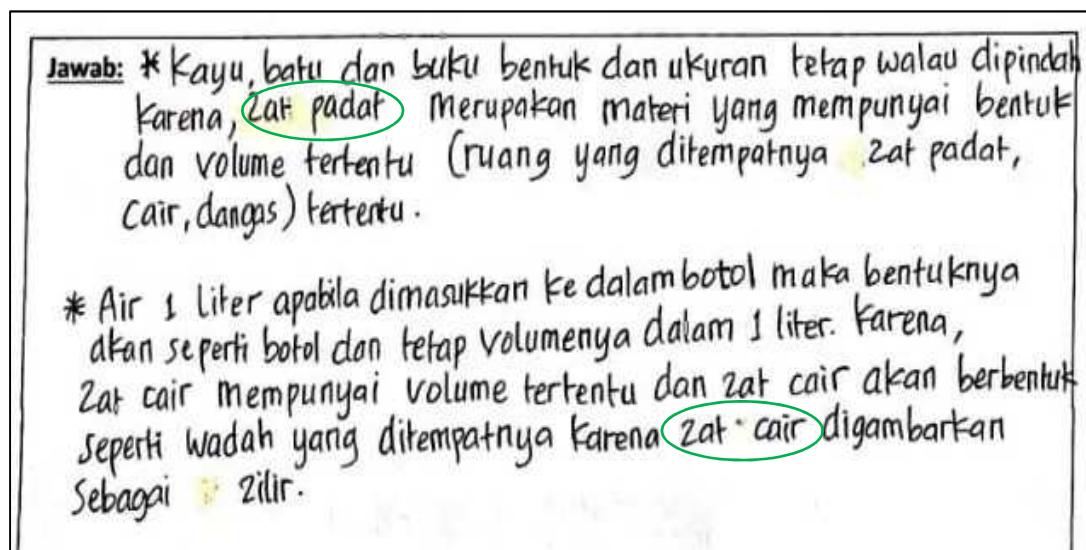 Jawab: * Kayu, batu dan buku bentuk dan ukuran tetap walau dipindah
karena, zat padat merupakan materi yang mempunyai bentuk
dan volume tertentu (ruang yang ditempatnya zat padat,
cair, dan gas) tertentu.
* Air 1 liter apabila dimasukkan ke dalam botol maka bentuknya
akan seperti botol dan tetap volumenya dalam 1 liter. Karena,
zat cair mempunyai volume tertentu dan zat cair akan berbentuk
seperti wadah yang ditempatnya karena zat cair digambarkan
sebagai zilir.